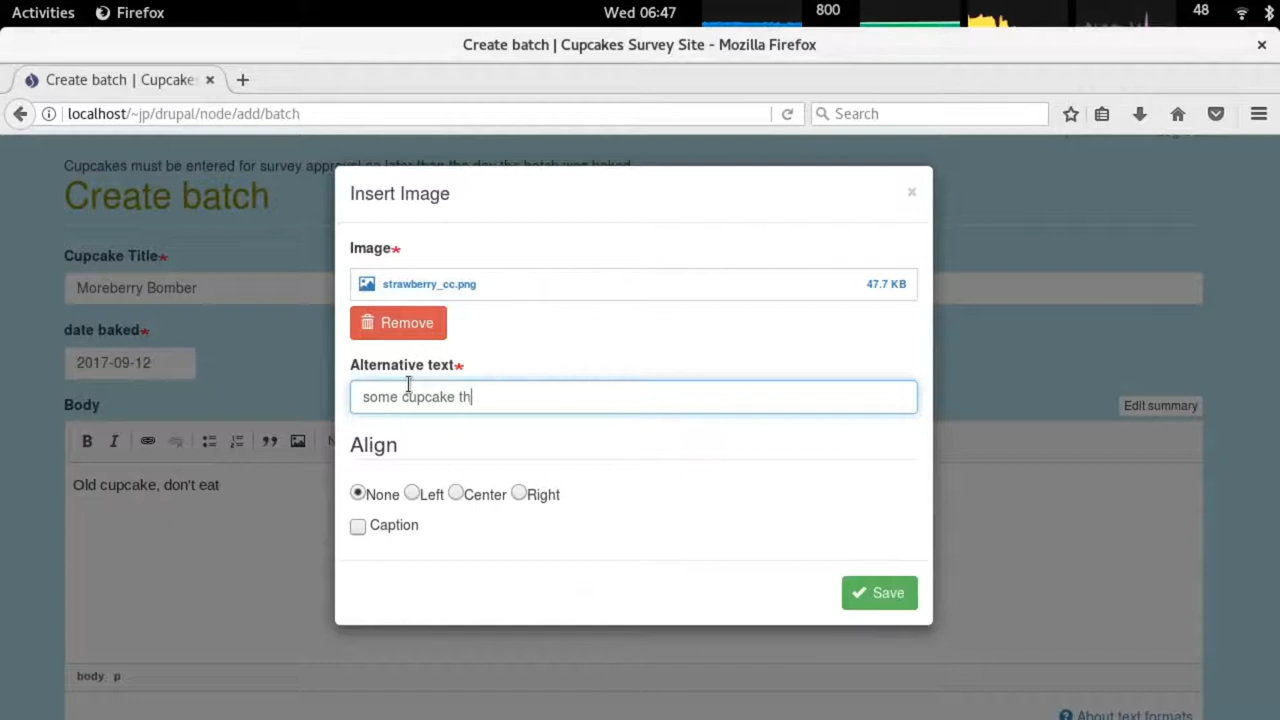 Activities Firefox Wed 06:47 800 48
Create batch | Cupcakes Survey Site - Mozilla Firefox
Create batch | Cupcake
localhost/~jp/drupal/node/add/batch Search
Cupcakes must be entered for survey approval no later than the day the batch was baked
Create batch
Insert Image
Image*
Cupcake Title*
strawberry_cc.png 47.7 KB
Moreberry Bomber
Remove
date baked*
2017-09-12
Alternative text*
some cupcake th
Body
Edit summary
B I
Align
Old cupcake, don't eat
None Left Center Right
Caption
Save
body p
About text formats